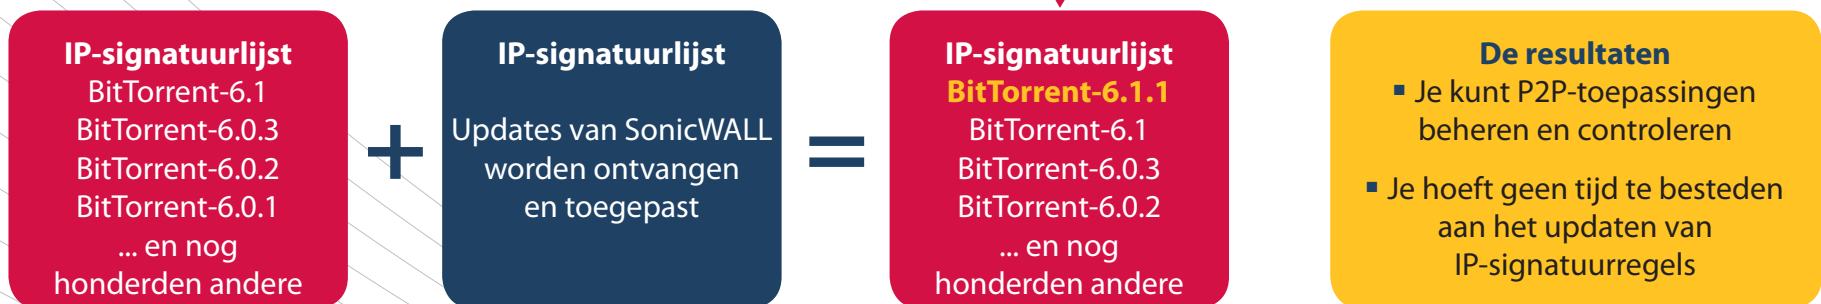 IP-signatuurlijst
BitTorrent-6.1
BitTorrent-6.0.3
BitTorrent-6.0.2
BitTorrent-6.0.1
... en nog
honderden andere
+
IP-signatuurlijst
Updates van SonicWALL
worden ontvangen
en toegepast
=
IP-signatuurlijst
BitTorrent-6.1.1
BitTorrent-6.1
BitTorrent-6.0.3
BitTorrent-6.0.2
... en nog
honderden andere
De resultaten
▪ Je kunt P2P-toepassingen
beheren en controleren
▪ Je hoeft geen tijd te besteden
aan het updaten van
IP-signatuurregels